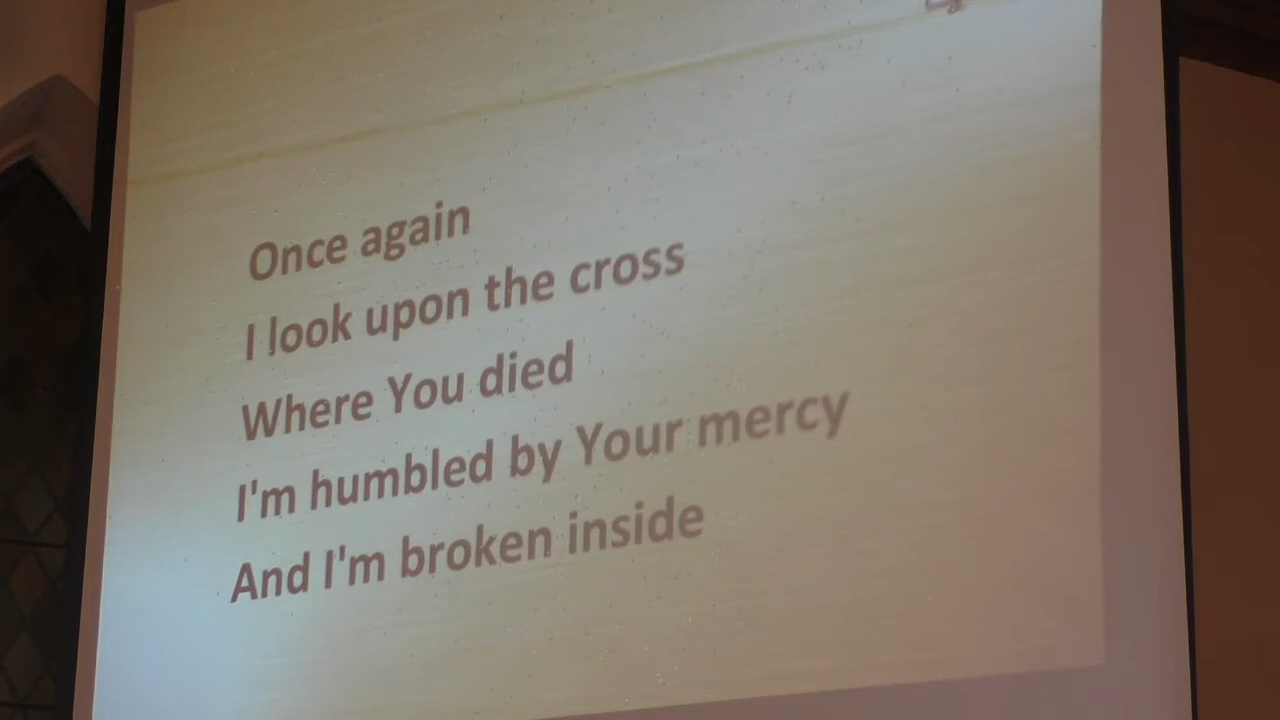 Once again
I look upon the cross
Where You died
I'm humbled by Your mercy
And I'm broken inside